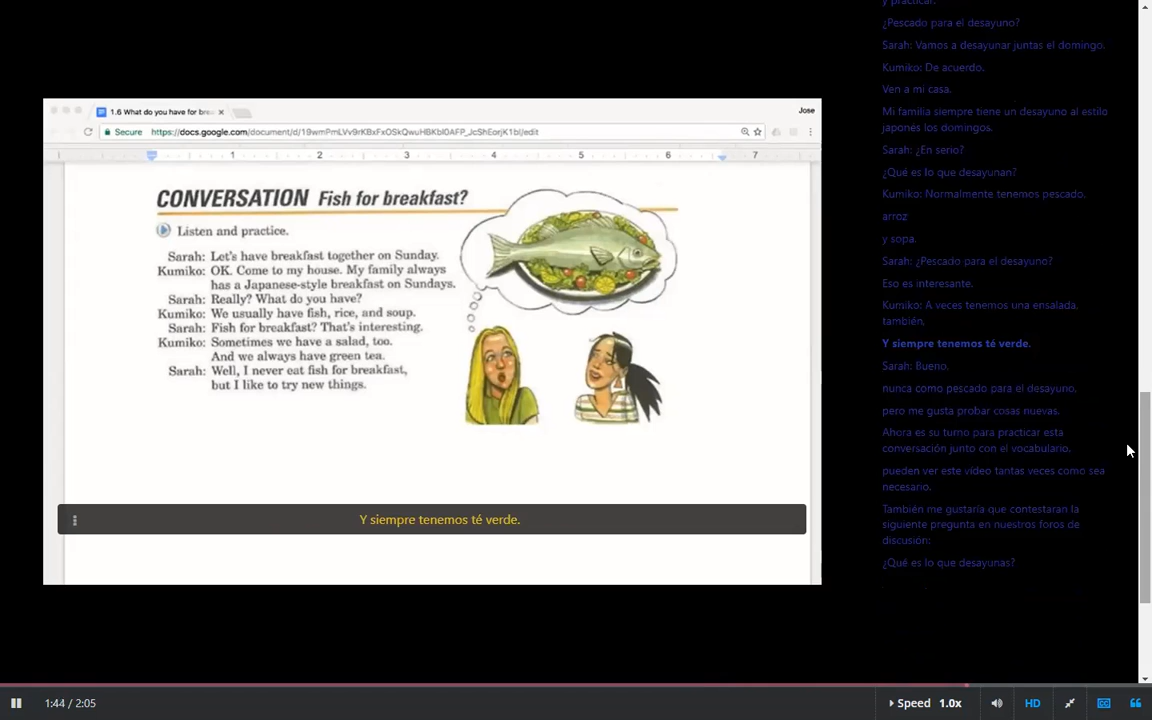 1.6 What do you have for brea
Jose
Secure https://docs.google.com/document/d/19wmPmLVv9rKBxFxOSkQwuHBKbI0AFP_JcShEorjK1bI/edit
1 2 3 4 5 6 7
CONVERSATION Fish for breakfast?
Listen and practice.
Sarah: Let's have breakfast together on Sunday.
Kumiko: OK. Come to my house. My family always
has a Japanese-style breakfast on Sundays.
Sarah: Really? What do you have?
Kumiko: We usually have fish, rice, and soup.
Sarah: Fish for breakfast? That's interesting.
Kumiko: Sometimes we have a salad, too.
And we always have green tea.
Sarah: Well, I never eat fish for breakfast,
but I like to try new things.
Y siempre tenemos té verde.
y practicar.
¿Pescado para el desayuno?
Sarah: Vamos a desayunar juntas el domingo.
Kumiko: De acuerdo.
Ven a mi casa.
Mi familia siempre tiene un desayuno al estilo
japonés los domingos.
Sarah: ¿En serio?
¿Qué es lo que desayunan?
Kumiko: Normalmente tenemos pescado.
arroz
y sopa.
Sarah: ¿Pescado para el desayuno?
Eso es interesante.
Kumiko: A veces tenemos una ensalada,
también,
Y siempre tenemos té verde.
Sarah: Bueno,
nunca como pescado para el desayuno,
pero me gusta probar cosas nuevas.
Ahora es su turno para practicar esta
conversación junto con el vocabulario,
pueden ver este video tantas veces como sea
necesario.
También me gustaría que contestaran la
siguiente pregunta en nuestros foros de
discusión:
¿Qué es lo que desayunas?
1:44 / 2:05
Speed 1.0x
HD